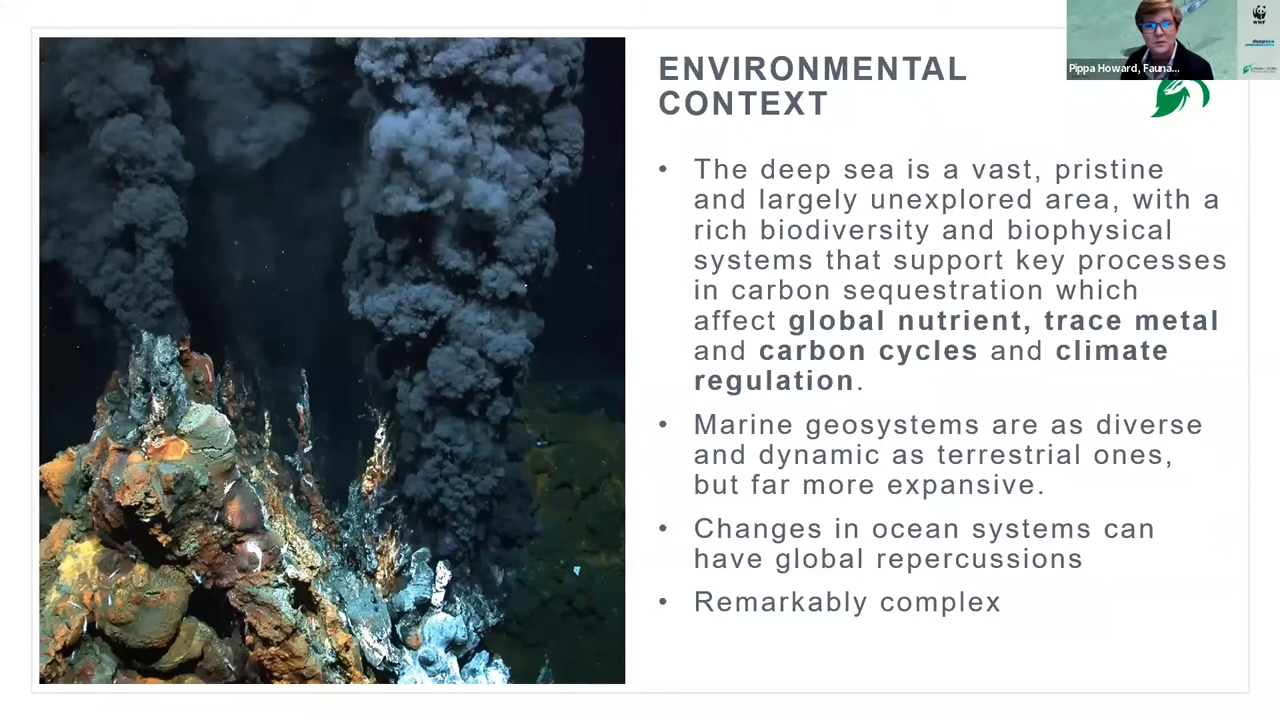 WWF
Pippa Howard, Fauna...
ENVIRONMENTAL
CONTEXT
• The deep sea is a vast, pristine
and largely unexplored area, with a
rich biodiversity and biophysical
systems that support key processes
in carbon sequestration which
affect global nutrient, trace metal
and carbon cycles and climate
regulation.
• Marine geosystems are as diverse
and dynamic as terrestrial ones,
but far more expansive.
• Changes in ocean systems can
have global repercussions
• Remarkably complex